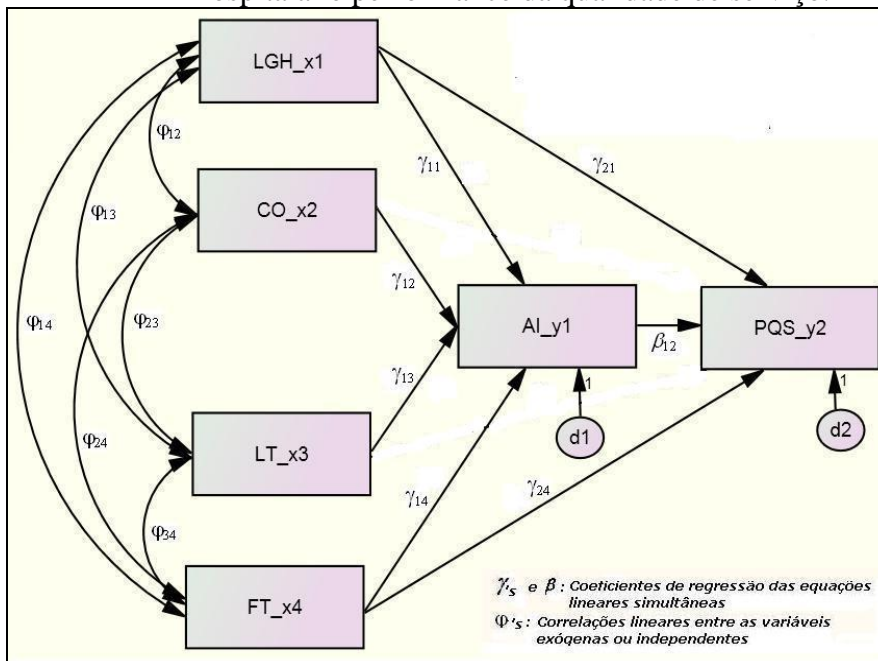 LGH_x1
φ12
γ11
γ21
φ13
CO_x2
γ12
φ14
φ23
AI_y1
β12
PQS_y2
γ13
1
1
φ24
LT_x3
d1
d2
γ14
γ24
φ34
FT_x4
γ's e β : Coeficientes de regressão das equações
lineares simultâneas
φ's : Correlações lineares entre as variáveis
exógenas ou independentes